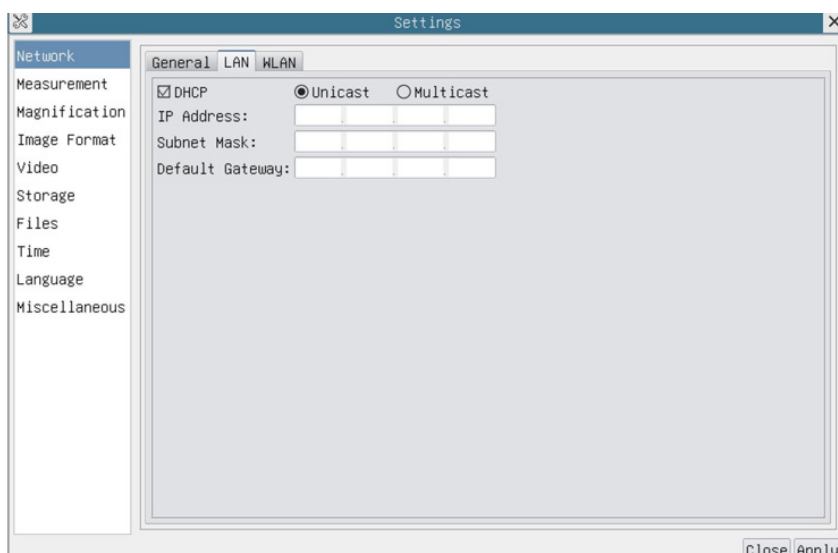 Settings
Network
Measurement
Magnification
Image Format
Video
Storage
Files
Time
Language
Miscellaneous
General LAN WLAN
DHCP Unicast Multicast
IP Address:
Subnet Mask:
Default Gateway:
Close Apply